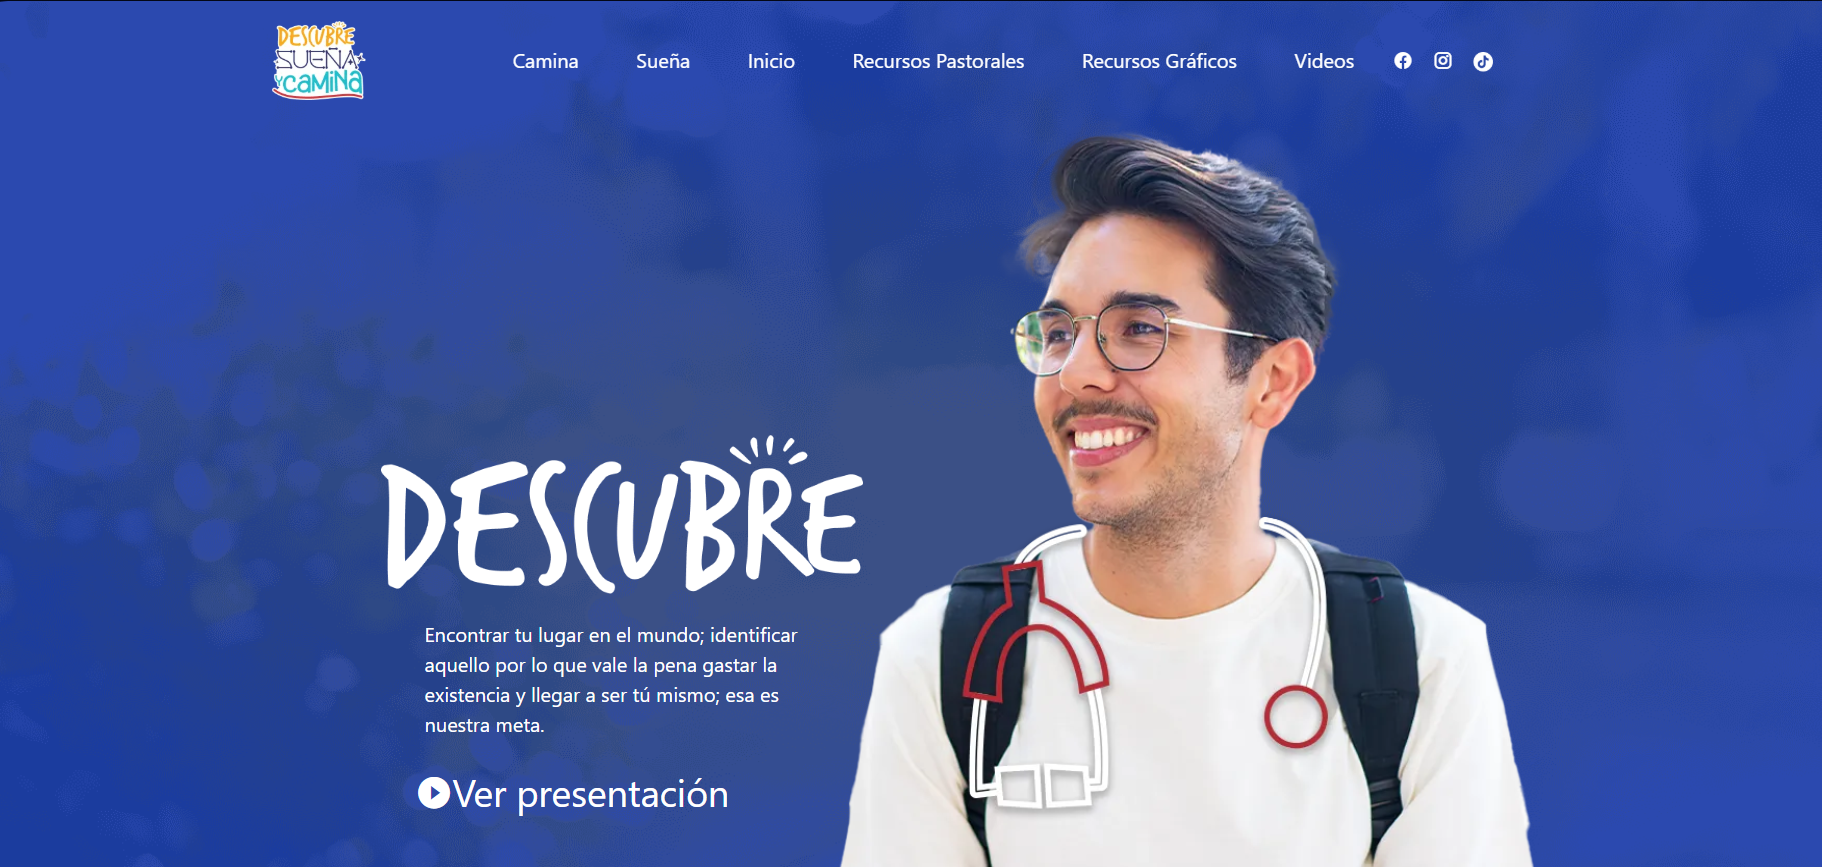 DESCUBRE
SUEÑA
Y CAMINA
Camina
Sueña
Inicio
Recursos Pastorales
Recursos Gráficos
Videos
DESCUBRE
Encontrar tu lugar en el mundo; identificar
aquello por lo que vale la pena gastar la
existencia y llegar a ser tú mismo; esa es
nuestra meta.
Ver presentación